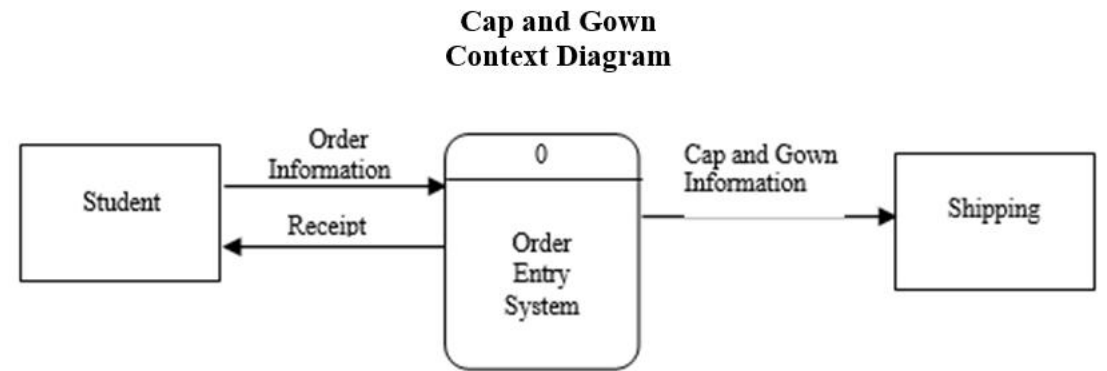 Cap and Gown
Context Diagram
Order
Information
Student
Receipt
0
Order
Entry
System
Cap and Gown
Information
Shipping